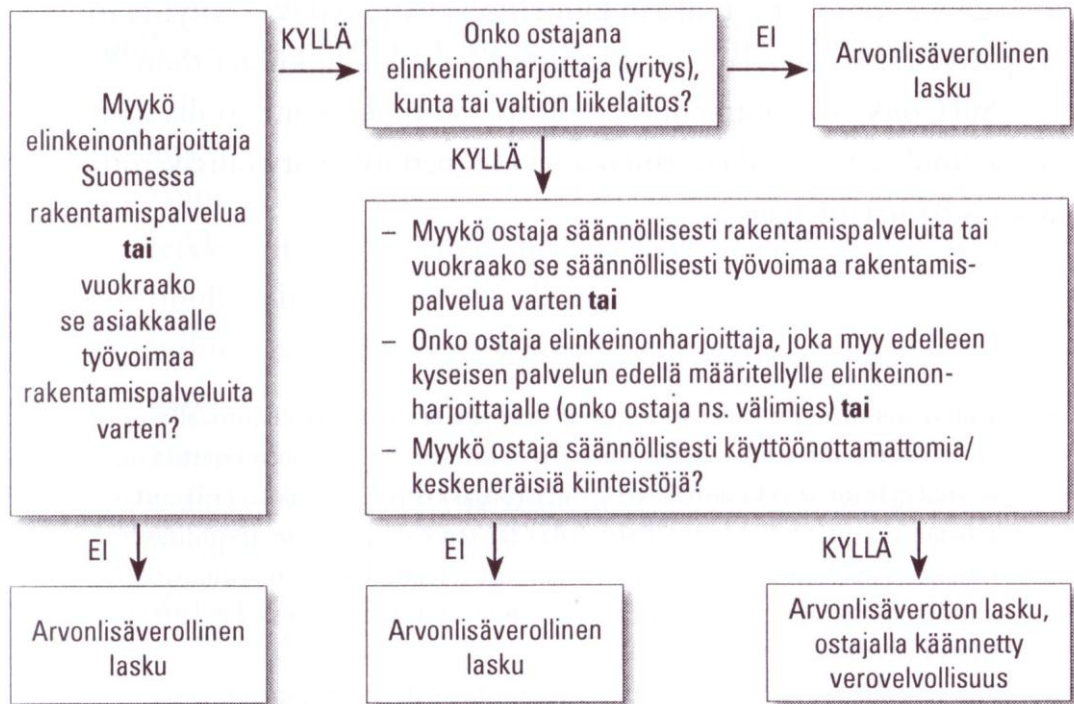 Myykö
elinkeinonharjoittaja
Suomessa
rakentamispalvelua
tai
vuokraako
se asiakkaalle
työvoimaa
rakentamispalveluita
varten?
KYLLÄ
Onko ostajana
elinkeinonharjoittaja (yritys),
kunta tai valtion liikelaitos?
EI
Arvonlisäverollinen
lasku
KYLLÄ
– Myykö ostaja säännöllisesti rakentamispalveluita tai
vuokraako se säännöllisesti työvoimaa rakentamis-
palvelua varten tai
– Onko ostaja elinkeinonharjoittaja, joka myy edelleen
kyseisen palvelun edellä määritellylle elinkeinon-
harjoittajalle (onko ostaja ns. välimies) tai
– Myykö ostaja säännöllisesti käyttöönottamattomia/
keskeneräisiä kiinteistöjä?
EI
Arvonlisäverollinen
lasku
EI
Arvonlisäverollinen
lasku
KYLLÄ
Arvonlisäveroton lasku,
ostajalla käännetty
verovelvollisuus